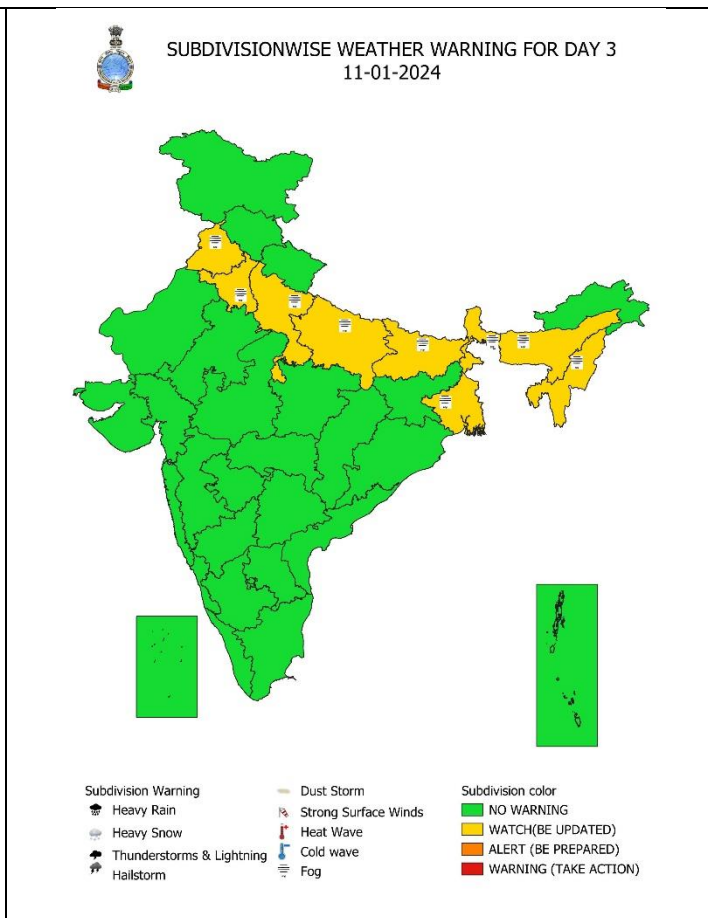 SUBDIVISIONWISE WEATHER WARNING FOR DAY 3
11-01-2024
Subdivision Warning
Heavy Rain
Heavy Snow
Thunderstorms & Lightning
Hailstorm
Dust Storm
Strong Surface Winds
Heat Wave
Cold wave
Fog
Subdivision color
NO WARNING
WATCH(BE UPDATED)
ALERT (BE PREPARED)
WARNING (TAKE ACTION)